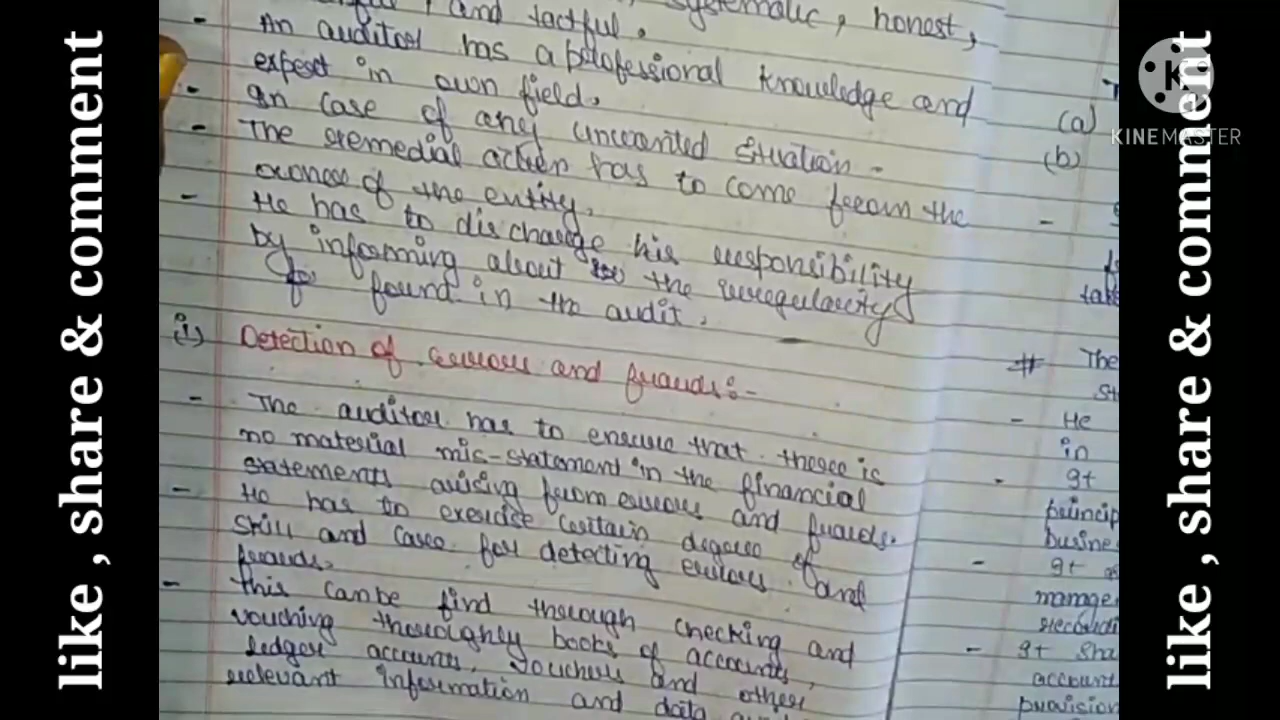 like , share & comment
systematic, honest,
and tactful.
- An auditor has a professional knowledge and
expert in own field.
- In case of any unwanted situation -
- The remedial action has to come from the
owner of the entity.
- He has to discharge his responsibility
by informing about the irregularity
found in the audit.
(i) Detection of errors and frauds:-
- The auditor has to ensure that there is
no material mis-statement in the financial
statements arising from errors and frauds.
- He has to exercise certain degree of
skill and care for detecting errors and
frauds.
- This can be find through checking and
vouching thoroughly books of accounts,
ledger accounts, vouchers and other
relevant information and data
(a)
(b)
-
# The
- He
in
- It
princip
busine
- It
manage
- It sha
account
provision
KINEMASTER
like , share & comment